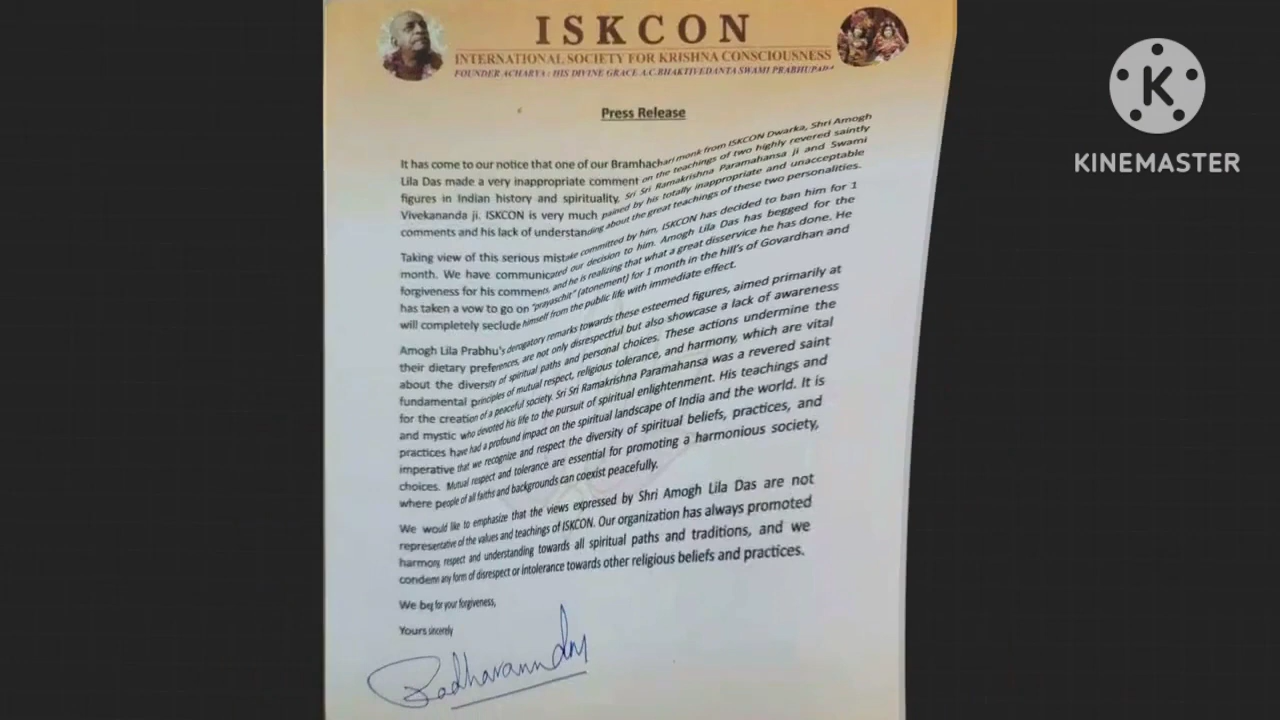 ISKCON
INTERNATIONAL SOCIETY FOR KRISHNA CONSCIOUSNESS
FOUNDER ACHARYA : HIS DIVINE GRACE A.C.BHAKTIVEDANTA SWAMI PRABHUPADA
Press Release
It has come to our notice that one of our Bramhachari monk from ISKCON Dwarka, Shri Amogh
Lila Das made a very inappropriate comment on the teachings of two highly revered saintly
figures in Indian history and spirituality, Sri Sri Ramakrishna Paramahansa ji and Swami
Vivekananda ji. ISKCON is very much pained by his totally inappropriate and unacceptable
comments and his lack of understanding about the great teachings of these two personalities.
Taking view of this serious mistake committed by him, ISKCON has decided to ban him for 1
month. We have communicated our decision to him. Amogh Lila Das has begged for the
forgiveness for his comments, and he is realizing that what a great disservice he has done. He
has taken a vow to go on "prayaschit" (atonement) for 1 month in the hill's of Govardhan and
will completely seclude himself from the public life with immediate effect.
Amogh Lila Prabhu's derogatory remarks towards these esteemed figures, aimed primarily at
their dietary preferences, are not only disrespectful but also showcase a lack of awareness
about the diversity of spiritual paths and personal choices. These actions undermine the
fundamental principles of mutual respect, religious tolerance, and harmony, which are vital
for the creation of a peaceful society. Sri Sri Ramakrishna Paramahansa was a revered saint
and mystic who devoted his life to the pursuit of spiritual enlightenment. His teachings and
practices have had a profound impact on the spiritual landscape of India and the world. It is
imperative that we recognize and respect the diversity of spiritual beliefs, practices, and
choices. Mutual respect and tolerance are essential for promoting a harmonious society,
where people of all faiths and backgrounds can coexist peacefully.
We would like to emphasize that the views expressed by Shri Amogh Lila Das are not
representative of the values and teachings of ISKCON. Our organization has always promoted
harmony, respect and understanding towards all spiritual paths and traditions, and we
condemn any form of disrespect or intolerance towards other religious beliefs and practices.
We beg for your forgiveness,
Yours sincerely
K
KINEMASTER